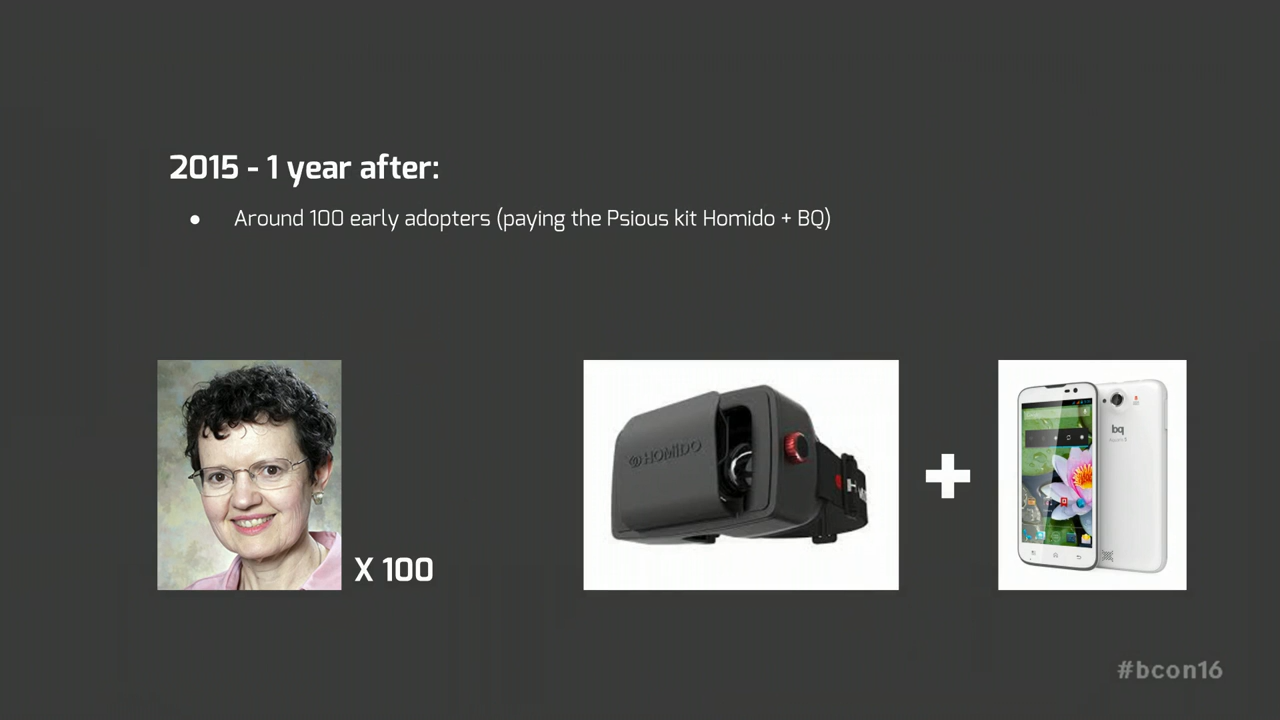 2015 - 1 year after:
● Around 100 early adopters (paying the Psious kit Homido + BQ)
HOMIDO
bq
X 100
#bcon16